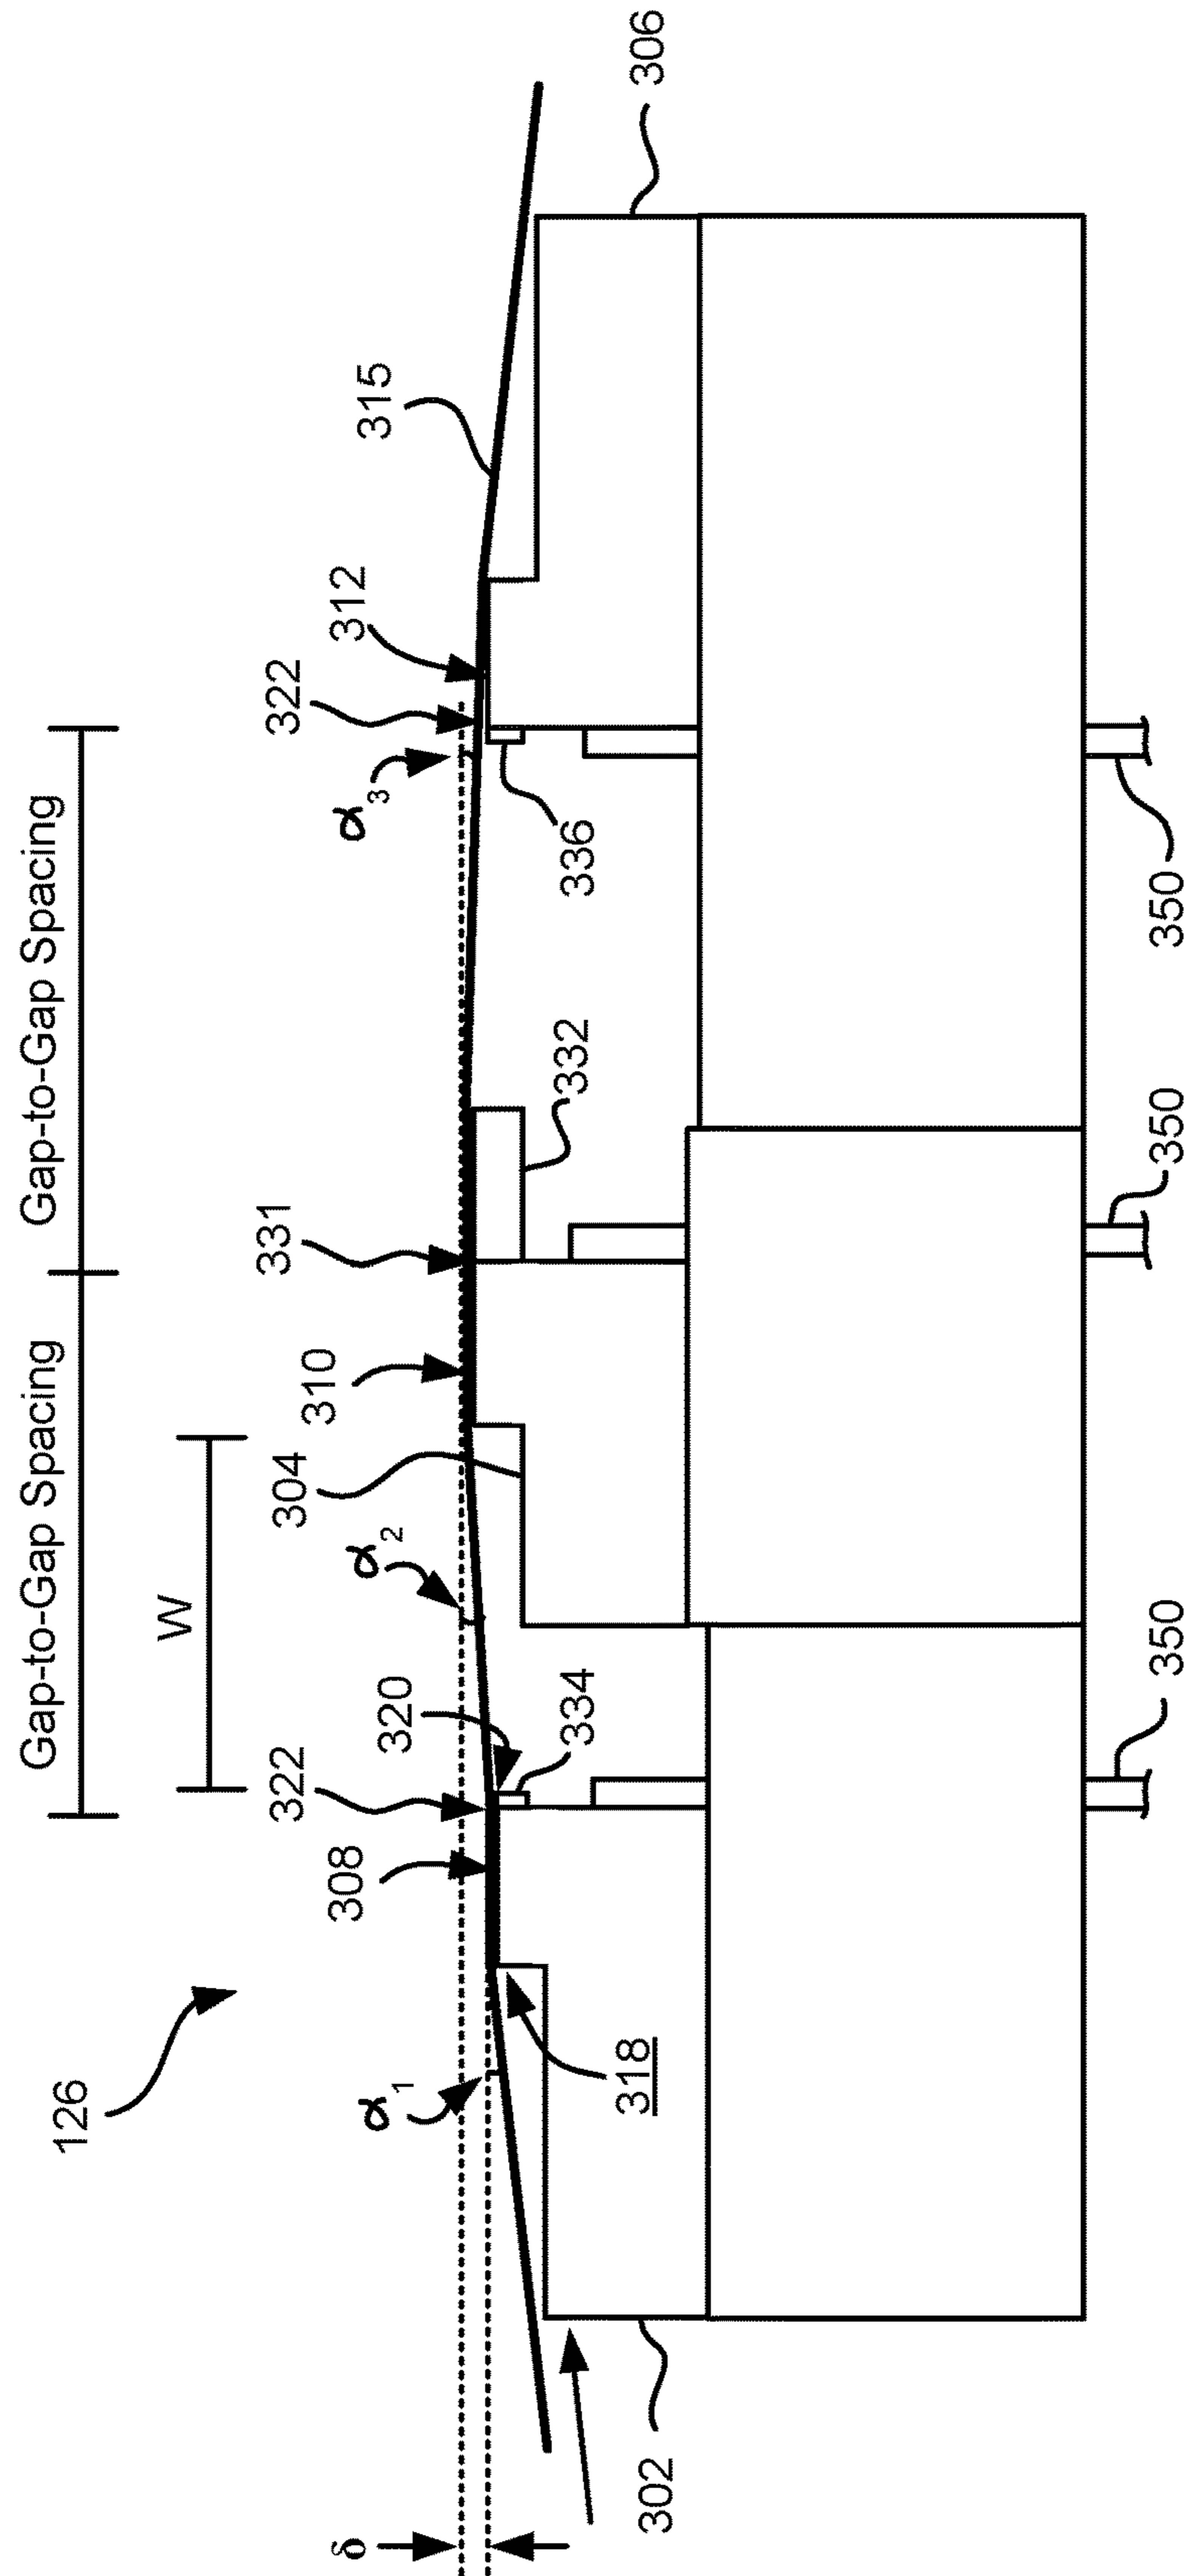 Gap-to-Gap Spacing
Gap-to-Gap Spacing
W
126
δ
α1
308
322
320
334
α2
304
310
331
332
α3
322
312
336
315
306
318
302
350
350
350